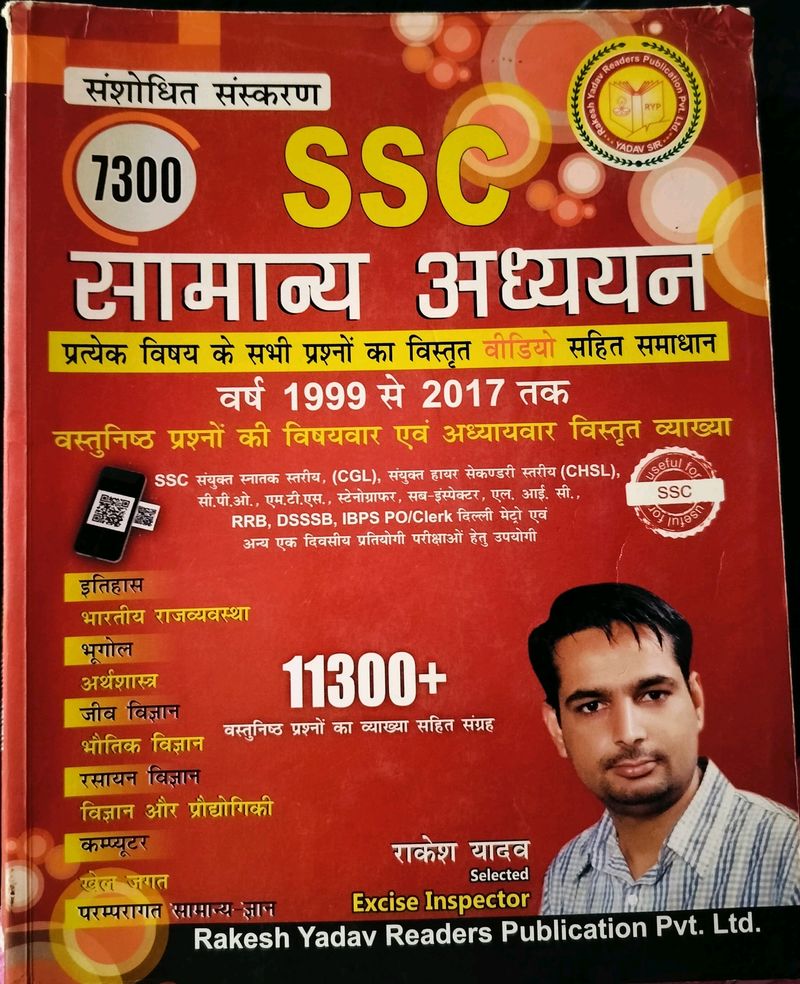 संशोधित संस्करण
Rakesh Yadav Readers Publication Pvt. Ltd
RYP
YADAV SIR
7300
SSC
सामान्य अध्ययन
प्रत्येक विषय के सभी प्रश्नों का विस्तृत वीडियो सहित समाधान
वर्ष 1999 से 2017 तक
वस्तुनिष्ठ प्रश्नों की विषयवार एवं अध्यायवार विस्तृत व्याख्या
SSC संयुक्त स्नातक स्तरीय, (CGL), संयुक्त हायर सेकण्डरी स्तरीय (CHSL),
सी.पी.ओ., एम.टी.एस., स्टेनोग्राफर, सब-इंस्पेक्टर, एल. आई. सी.,
RRB, DSSSB, IBPS PO/Clerk दिल्ली मेट्रो एवं
अन्य एक दिवसीय प्रतियोगी परीक्षाओं हेतु उपयोगी
useful for
SSC
useful for
इतिहास
भारतीय राजव्यवस्था
भूगोल
अर्थशास्त्र
जीव विज्ञान
भौतिक विज्ञान
रसायन विज्ञान
विज्ञान और प्रौद्योगिकी
कम्प्यूटर
खेल जगत
परम्परागत सामान्य ज्ञान
11300+
वस्तुनिष्ठ प्रश्नों का व्याख्या सहित संग्रह
राकेश यादव
Selected
Excise Inspector
Rakesh Yadav Readers Publication Pvt. Ltd.